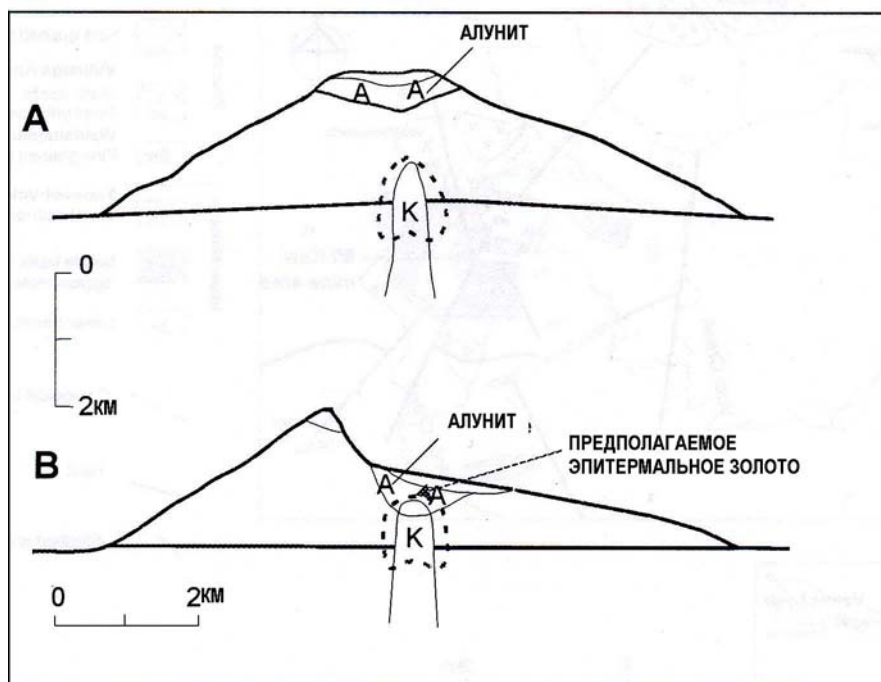 АЛУНИТ
A
A A
K
0
2КМ
B
АЛУНИТ
ПРЕДПОЛАГАЕМОЕ
ЭПИТЕРМАЛЬНОЕ ЗОЛОТО
A A
K
0 2КМ